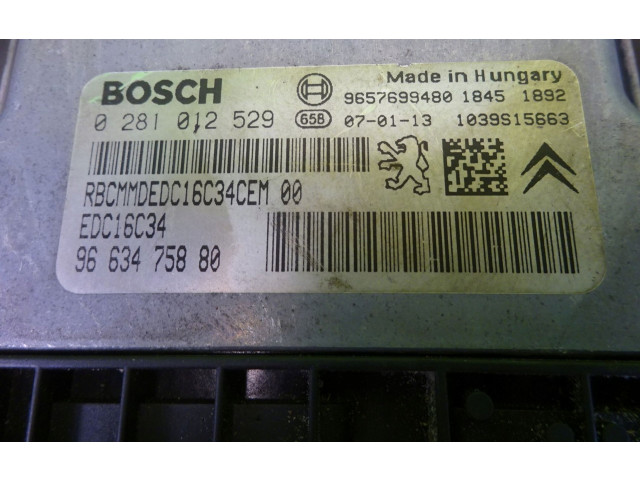 BOSCH
Made in Hungary
9657699480 1845 1892
0 281 012 529 658 07-01-13 1039S15663
RBCMMDEDC16C34CEM 00
EDC16C34
96 634 758 80